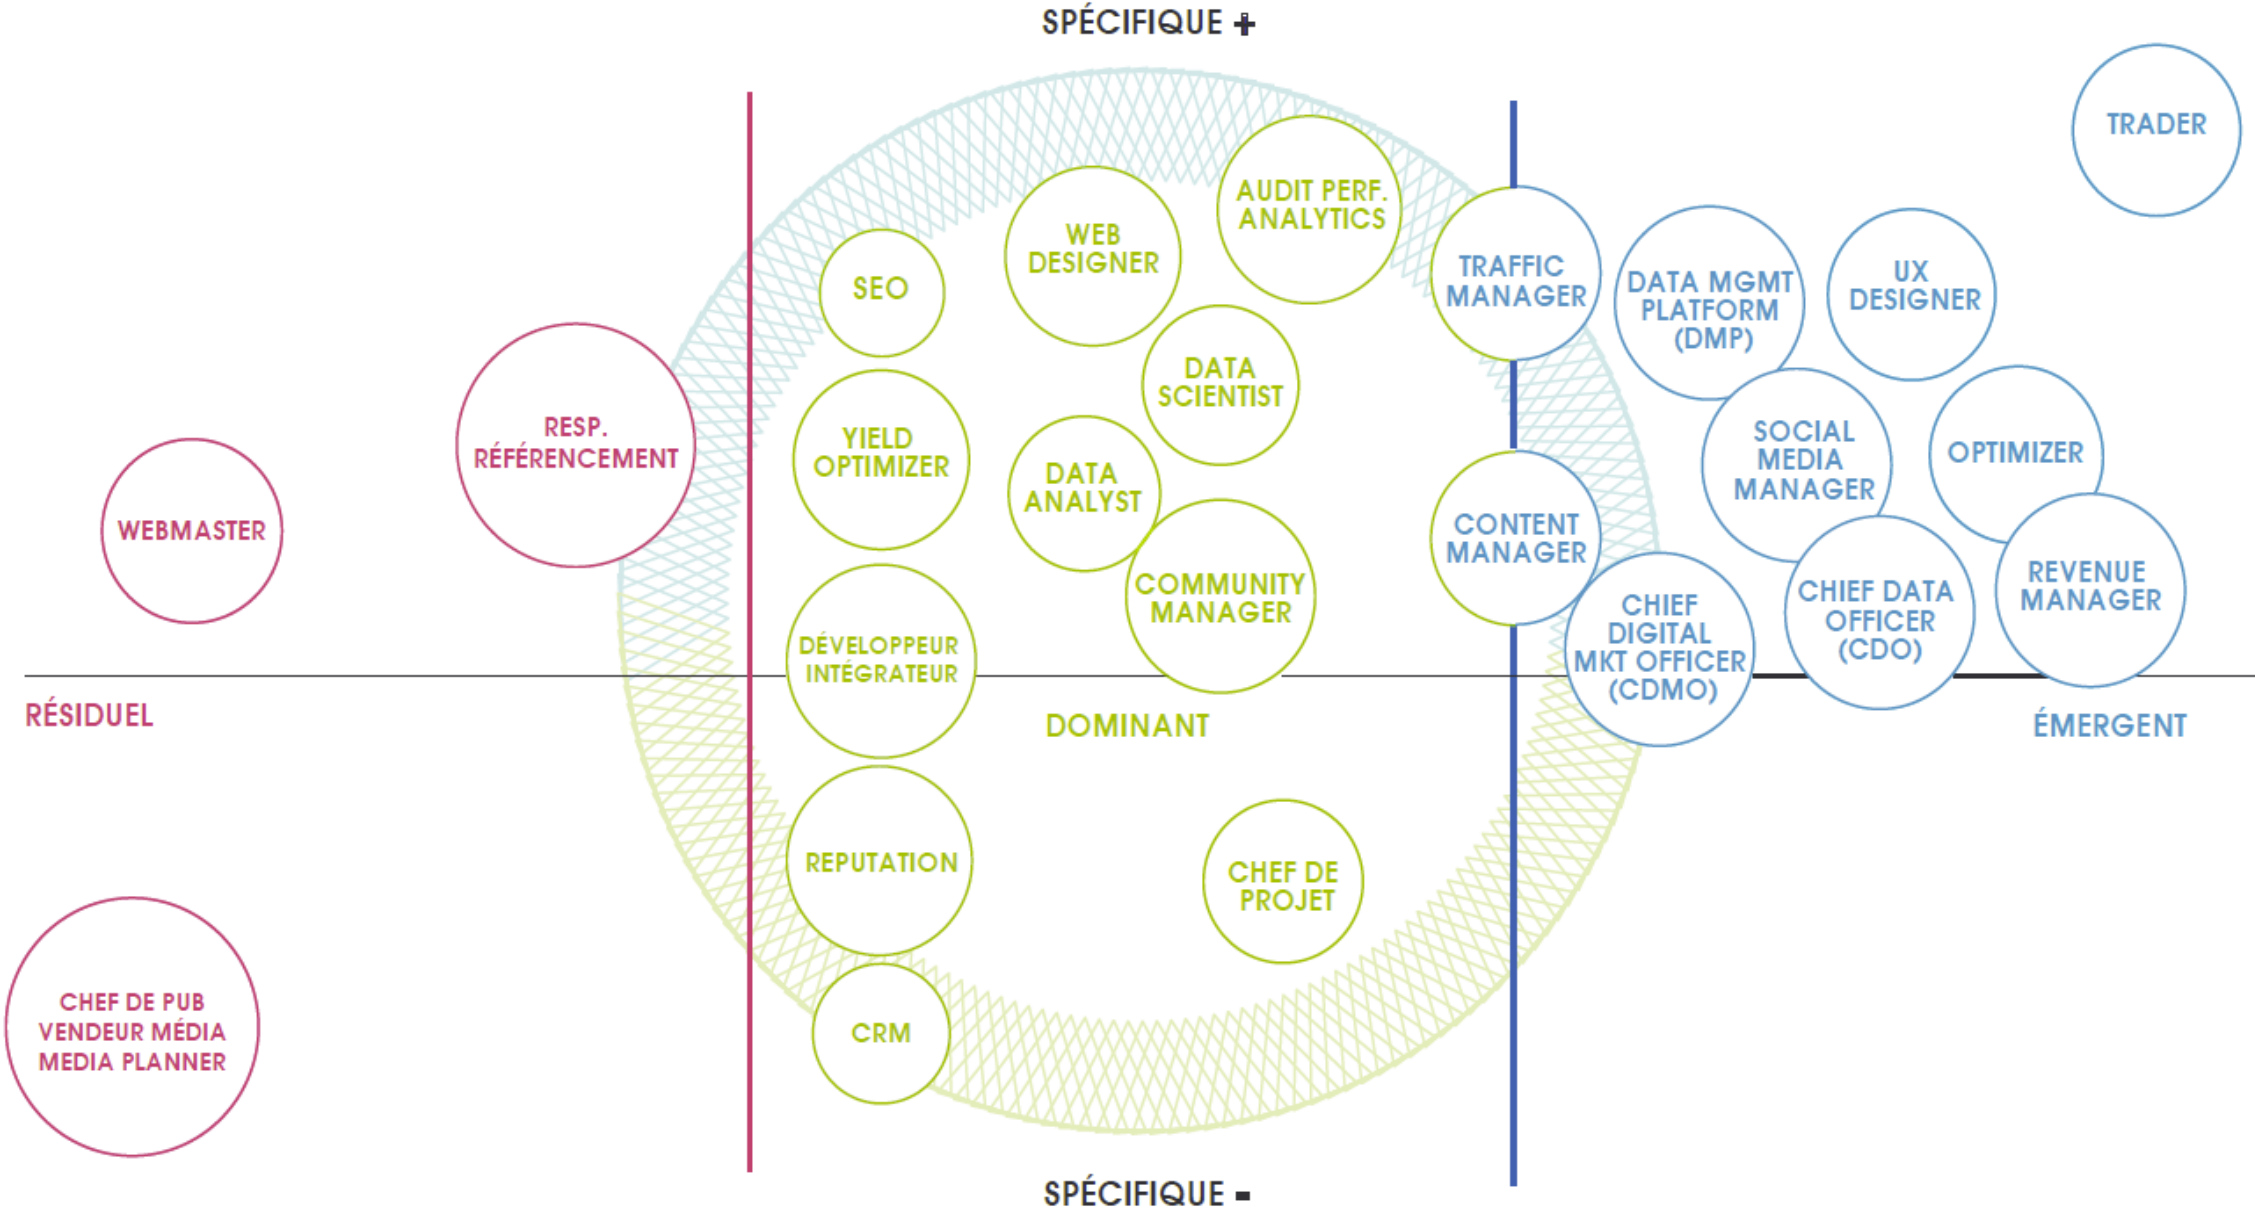 SPÉCIFIQUE +
TRADER
AUDIT PERF.
ANALYTICS
WEB
DESIGNER
SEO
TRAFFIC
MANAGER
DATA MGMT
PLATFORM
(DMP)
UX
DESIGNER
DATA
SCIENTIST
RESP.
RÉFÉRENCEMENT
YIELD
OPTIMIZER
DATA
ANALYST
SOCIAL
MEDIA
MANAGER
OPTIMIZER
WEBMASTER
CONTENT
MANAGER
COMMUNITY
MANAGER
CHIEF
DIGITAL
MKT OFFICER
(CDMO)
CHIEF DATA
OFFICER
(CDO)
REVENUE
MANAGER
DÉVELOPPEUR
INTÉGRATEUR
RÉSIDUEL
DOMINANT
ÉMERGENT
REPUTATION
CHEF DE
PROJET
CHEF DE PUB
VENDEUR MÉDIA
MEDIA PLANNER
CRM
SPÉCIFIQUE -